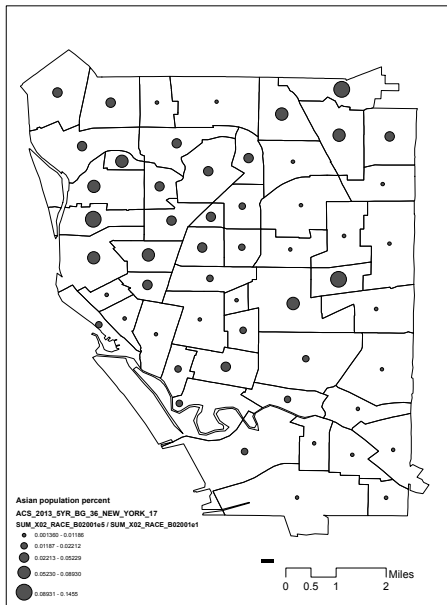 Asian population percent
ACS_2013_5YR_BG_36_NEW_YORK_17
SUM_X02_RACE_B02001e5 / SUM_X02_RACE_B02001e1
0.001360 - 0.01186
0.01187 - 0.02212
0.02213 - 0.05229
0.05230 - 0.08930
0.08931 - 0.1455
Miles
0 0.5 1 2